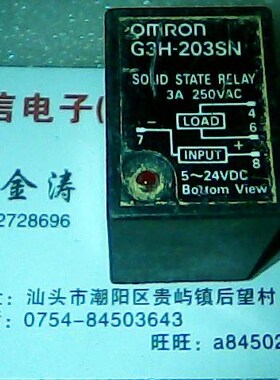 OMRON
G3H-203SN
SOLID STATE RELAY
3A 250VAC
LOAD
4
6
7
-
+
INPUT
8
5~24VDC
Bottom View
信电子(
金涛
2728696
汕头市潮阳区贵屿镇后望村
0754-84503643
旺旺: a84502